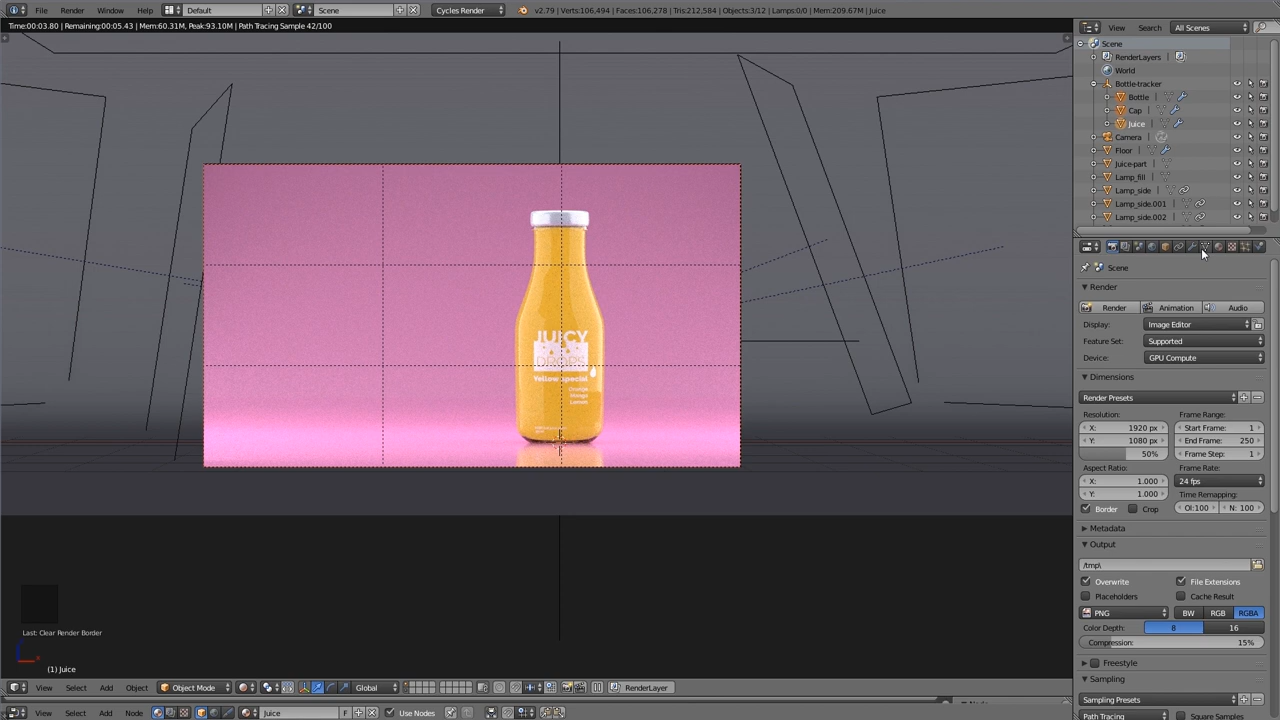 File Render Window Help Default Scene Cycles Render v2.79 | Verts:106,494 | Faces:106,278 | Tris:212,584 | Objects:3/12 | Lamps:0/0 | Mem:209.67M | Juice
Time:00:03.80 | Remaining:00:05.43 | Mem:60.31M, Peak:93.10M | Path Tracing Sample 42/100
View Search All Scenes
Scene
RenderLayers |
World
Bottle-tracker
Bottle |
Cap |
Juice |
Camera |
Floor |
Juice-part |
Lamp_fill |
Lamp_side |
Lamp_side.001 |
Lamp_side.002 |
Scene
Render
Render Animation Audio
Display: Image Editor
Feature Set: Supported
Device: GPU Compute
Dimensions
Render Presets
Resolution: Frame Range:
X: 1920 px Start Frame: 1
Y: 1080 px End Frame: 250
50% Frame Step: 1
Aspect Ratio: Frame Rate:
X: 1.000 24 fps
Y: 1.000 Time Remapping:
Border Crop Ol:100 N: 100
Metadata
Output
/tmp\
Overwrite File Extensions
Placeholders Cache Result
PNG BW RGB RGBA
Color Depth: 8 16
Compression: 15%
Freestyle
Sampling
Sampling Presets
Path Tracing Square Samples
JUICY
DROPS
Yellow special
Orange
Mango
Lemon
Last: Clear Render Border
(1) Juice
View Select Add Object Object Mode Global RenderLayer
View Select Add Node Juice F Use Nodes